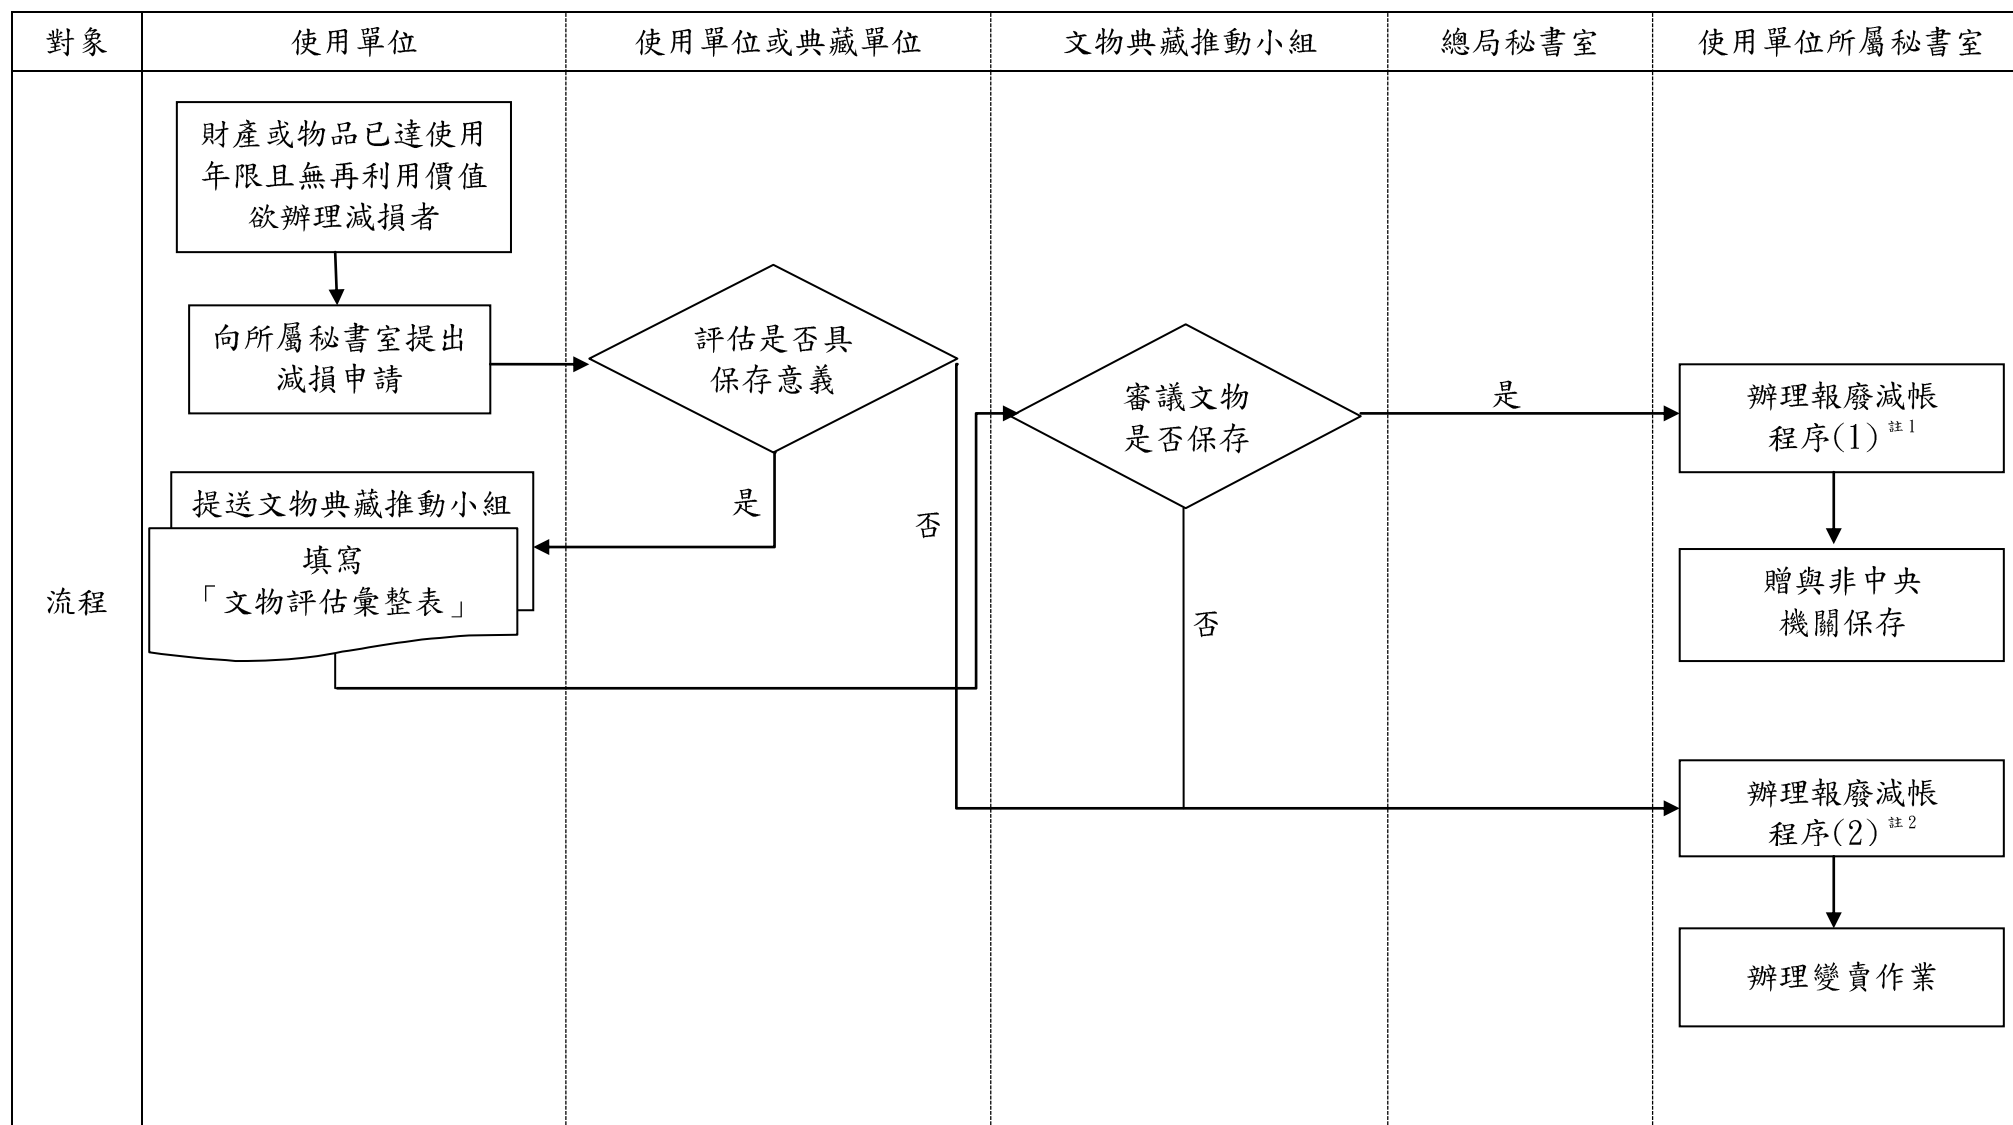 對象
使用單位
使用單位或典藏單位
文物典藏推動小組
總局秘書室
使用單位所屬秘書室
流程
財產或物品已達使用
年限且無再利用價值
欲辦理減損者
向所屬秘書室提出
減損申請
提送文物典藏推動小組
填寫
「文物評估彙整表」
評估是否具
保存意義
是
否
審議文物
是否保存
是
否
辦理報廢減帳
程序(1)註1
贈與非中央
機關保存
辦理報廢減帳
程序(2)註2
辦理變賣作業